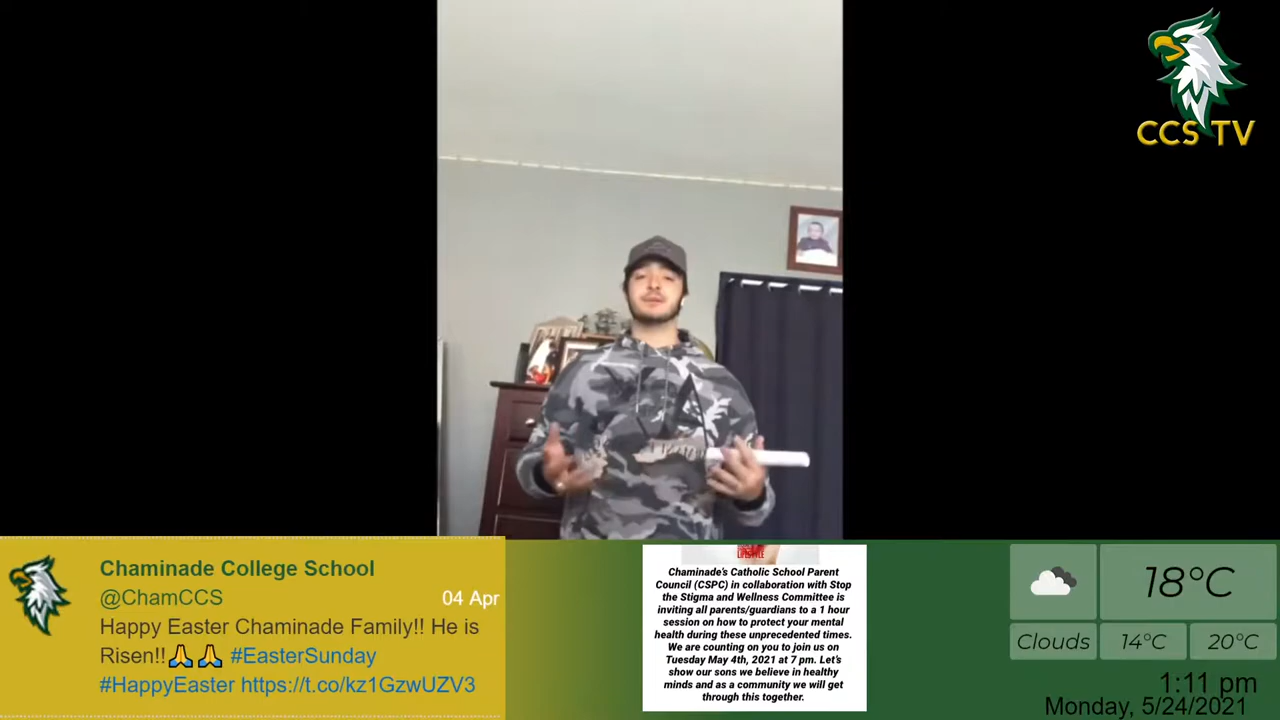 CCS TV
Chaminade College School
@ChamCCS
04 Apr
Happy Easter Chaminade Family!! He is
Risen!!🙏🙏 #EasterSunday
#HappyEaster https://t.co/kz1GzwUZV3
LIFESTYLE
Chaminade's Catholic School Parent
Council (CSPC) in collaboration with Stop
the Stigma and Wellness Committee is
inviting all parents/guardians to a 1 hour
session on how to protect your mental
health during these unprecedented times.
We are counting on you to join us on
Tuesday May 4th, 2021 at 7 pm. Let's
show our sons we believe in healthy
minds and as a community we will get
through this together.
18°C
Clouds
14°C
20°C
1:11 pm
Monday, 5/24/2021